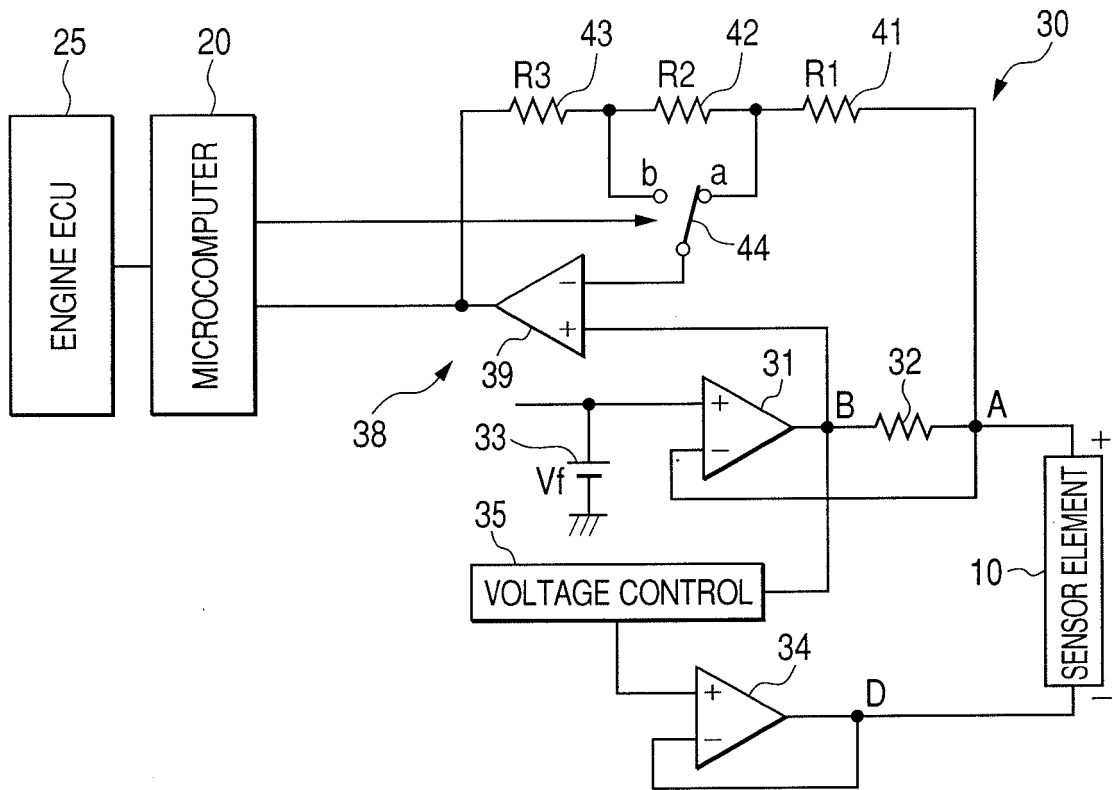 25
20
43
42
41
30
R3
R2
R1
ENGINE ECU
MICROCOMPUTER
b
a
44
−
+
39
38
31
32
+
B
A
33
−
+
Vf
35
VOLTAGE CONTROL
10
SENSOR ELEMENT
34
+
D
−
−